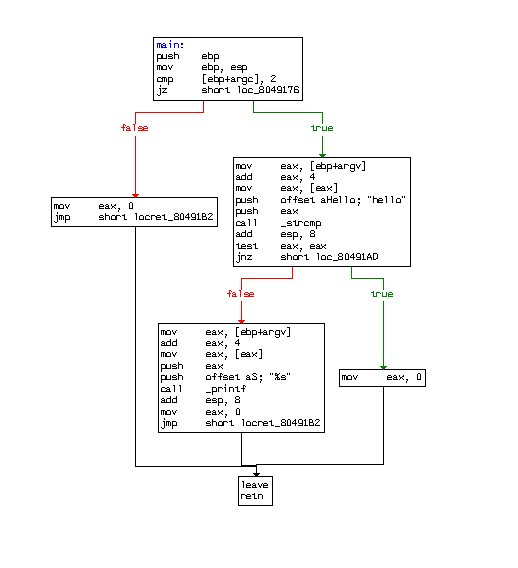 main:
push ebp
mov ebp, esp
cmp [ebp+argc], 2
jz short loc_8049176
false
true
mov eax, [ebp+argv]
add eax, 4
mov eax, [eax]
push offset aHello; "hello"
push eax
call _strcmp
add esp, 8
test eax, eax
jnz short loc_80491AD
mov eax, 0
jmp short locret_80491B2
false
true
mov eax, [ebp+argv]
add eax, 4
mov eax, [eax]
push eax
push offset aS; "%s"
call _printf
add esp, 8
mov eax, 0
jmp short locret_80491B2
mov eax, 0
leave
retn